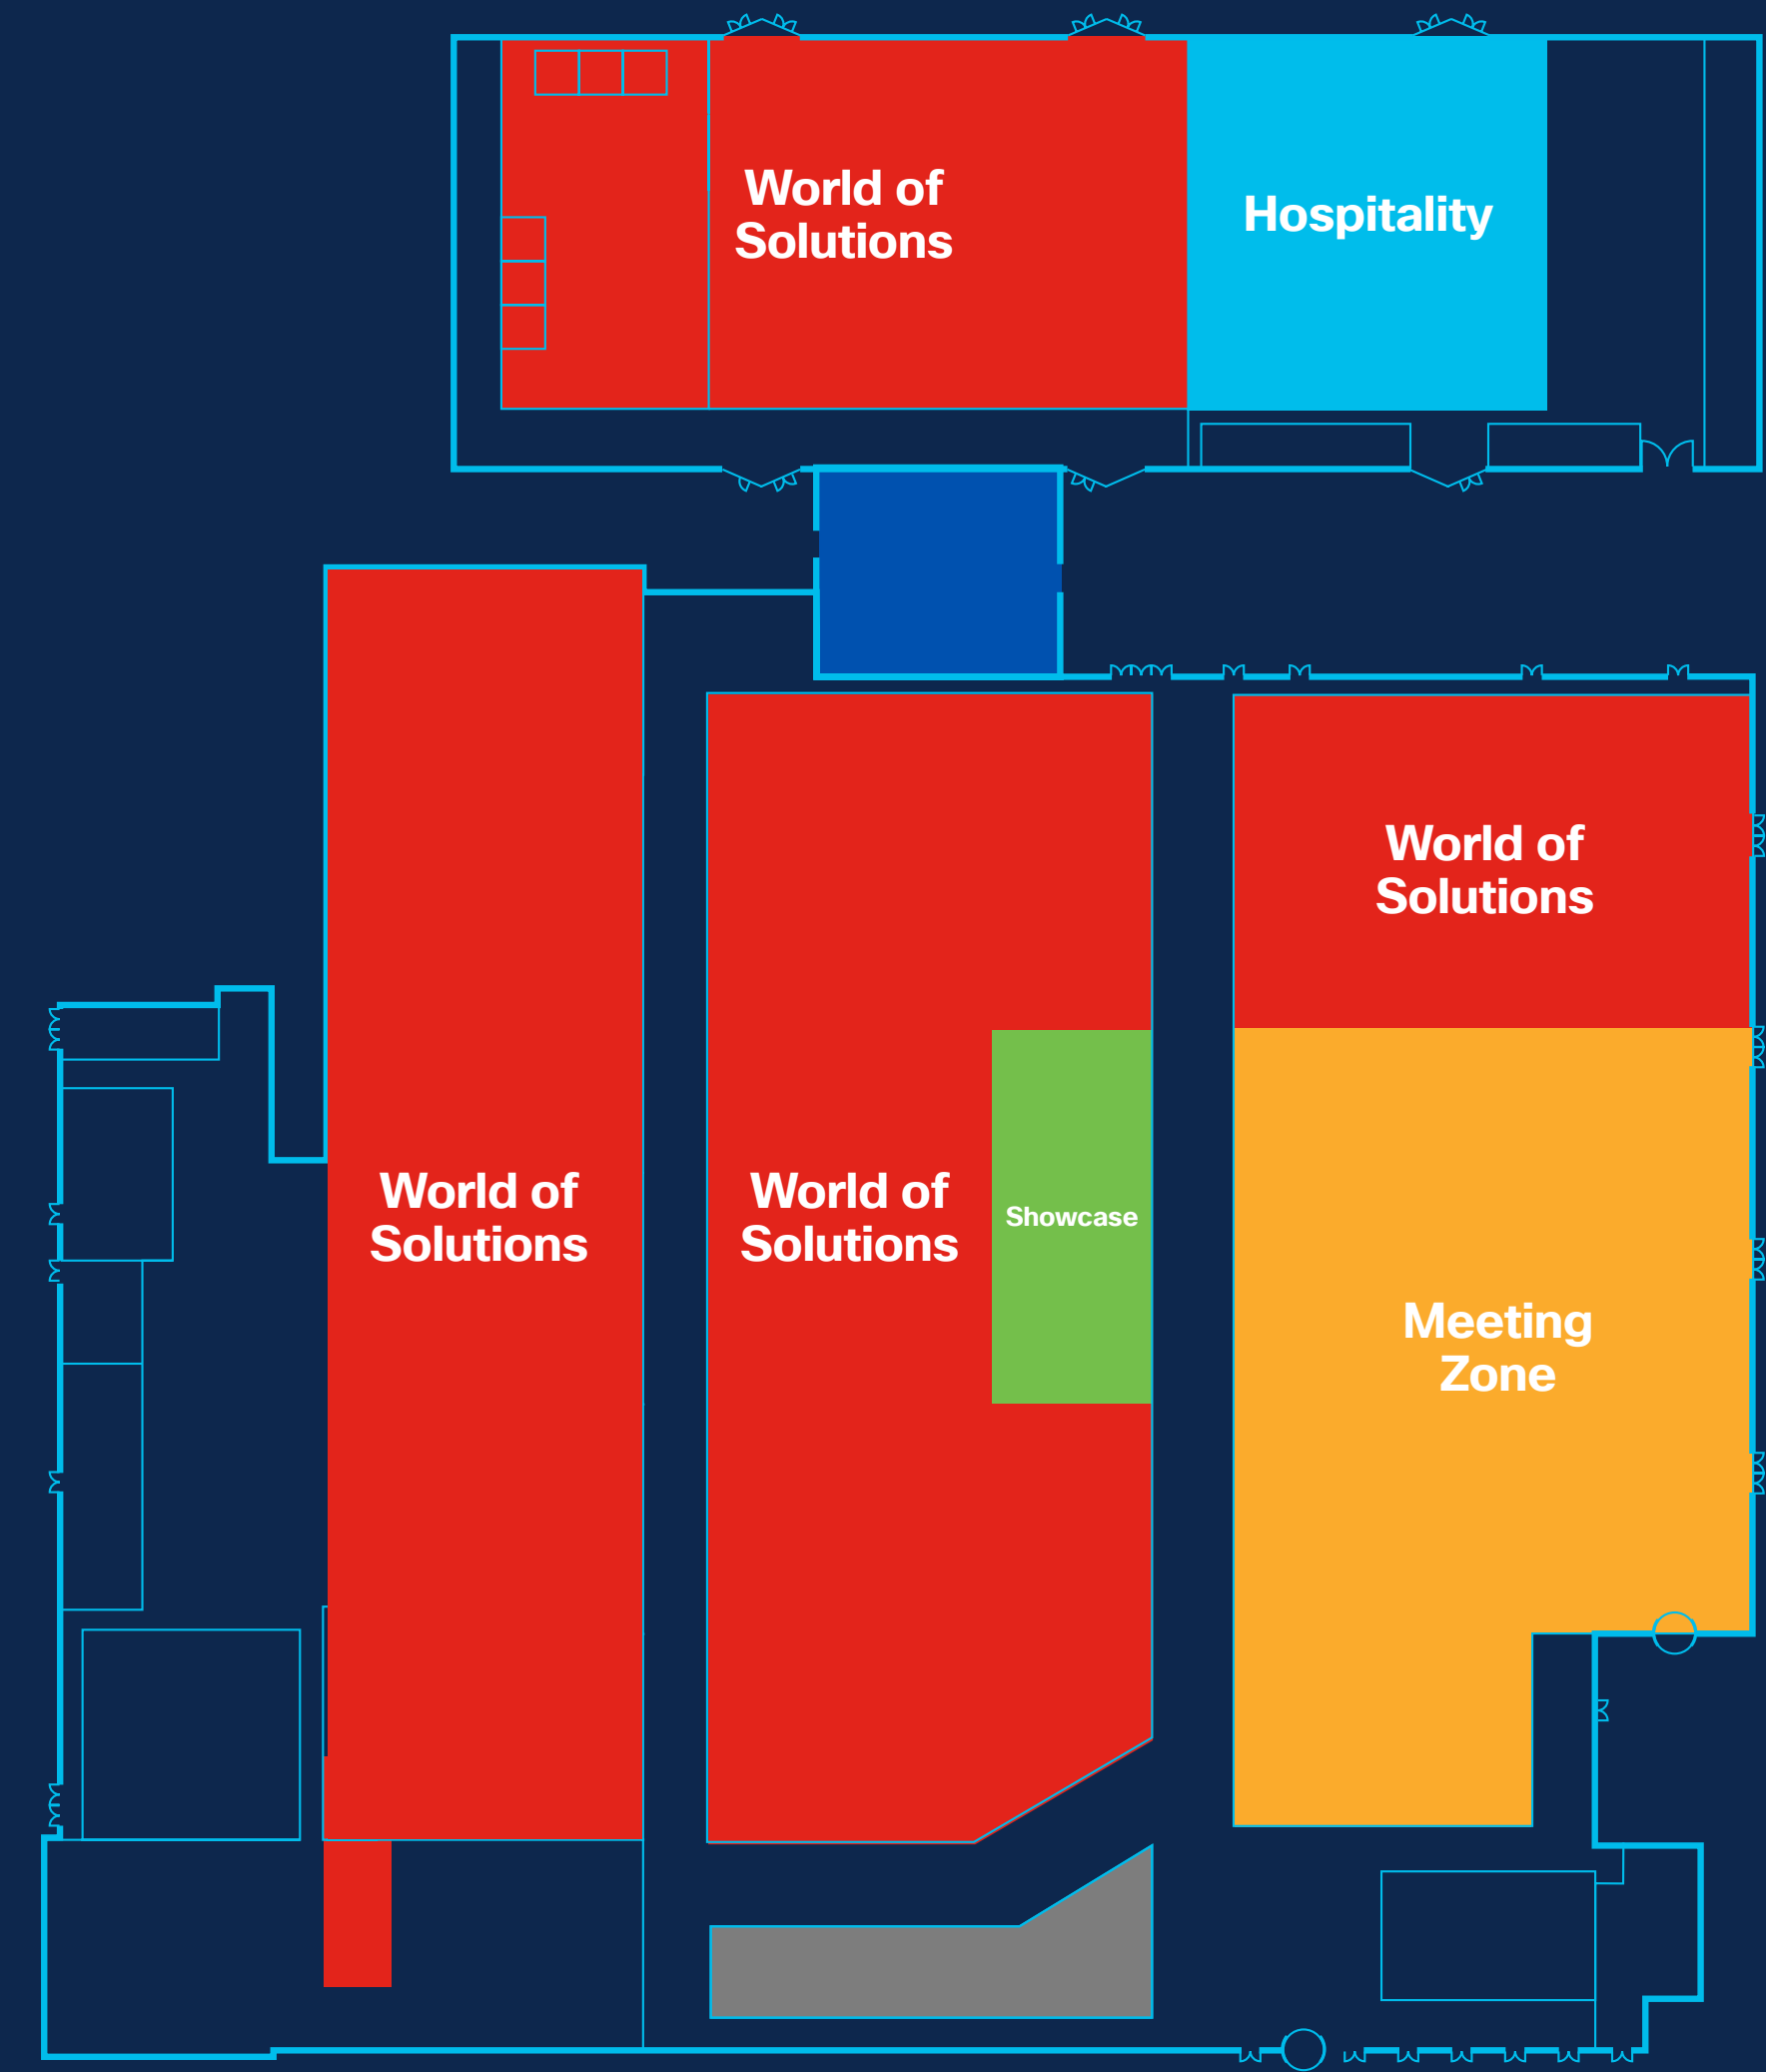 World of
Solutions
Hospitality
World of
Solutions
World of
Solutions
World of
Solutions
Showcase
Meeting
Zone